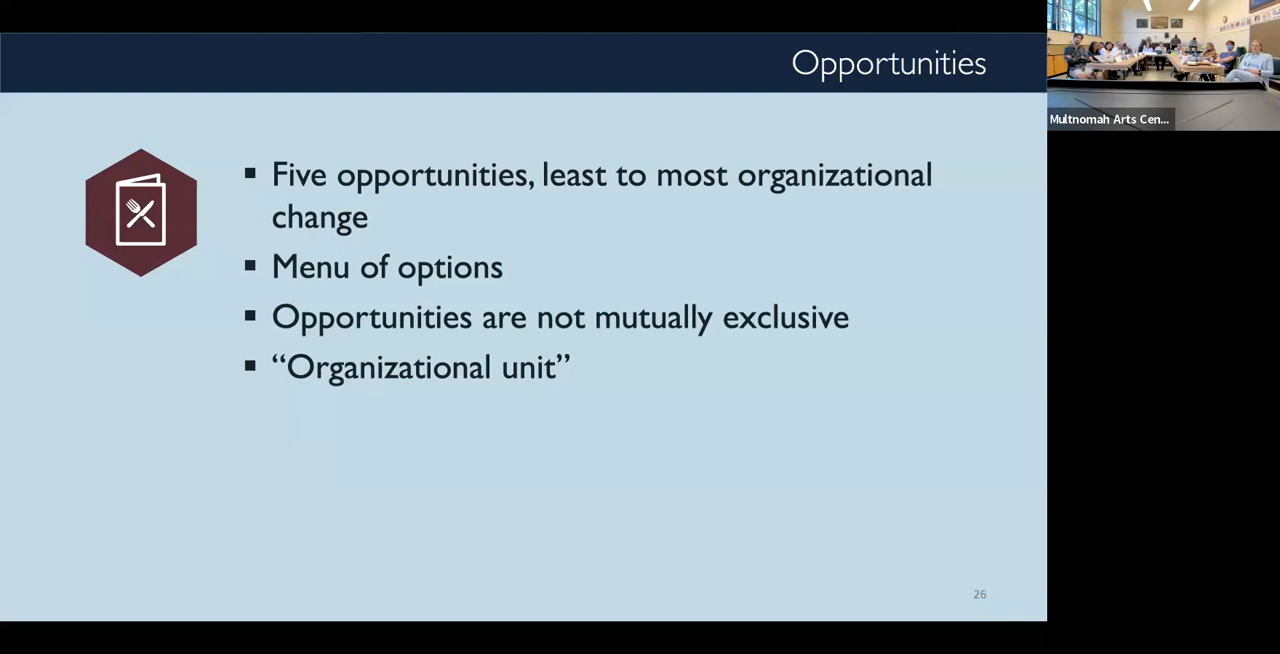 Opportunities
Multnomah Arts Cen...
▪ Five opportunities, least to most organizational
change
▪ Menu of options
▪ Opportunities are not mutually exclusive
▪ “Organizational unit”
26